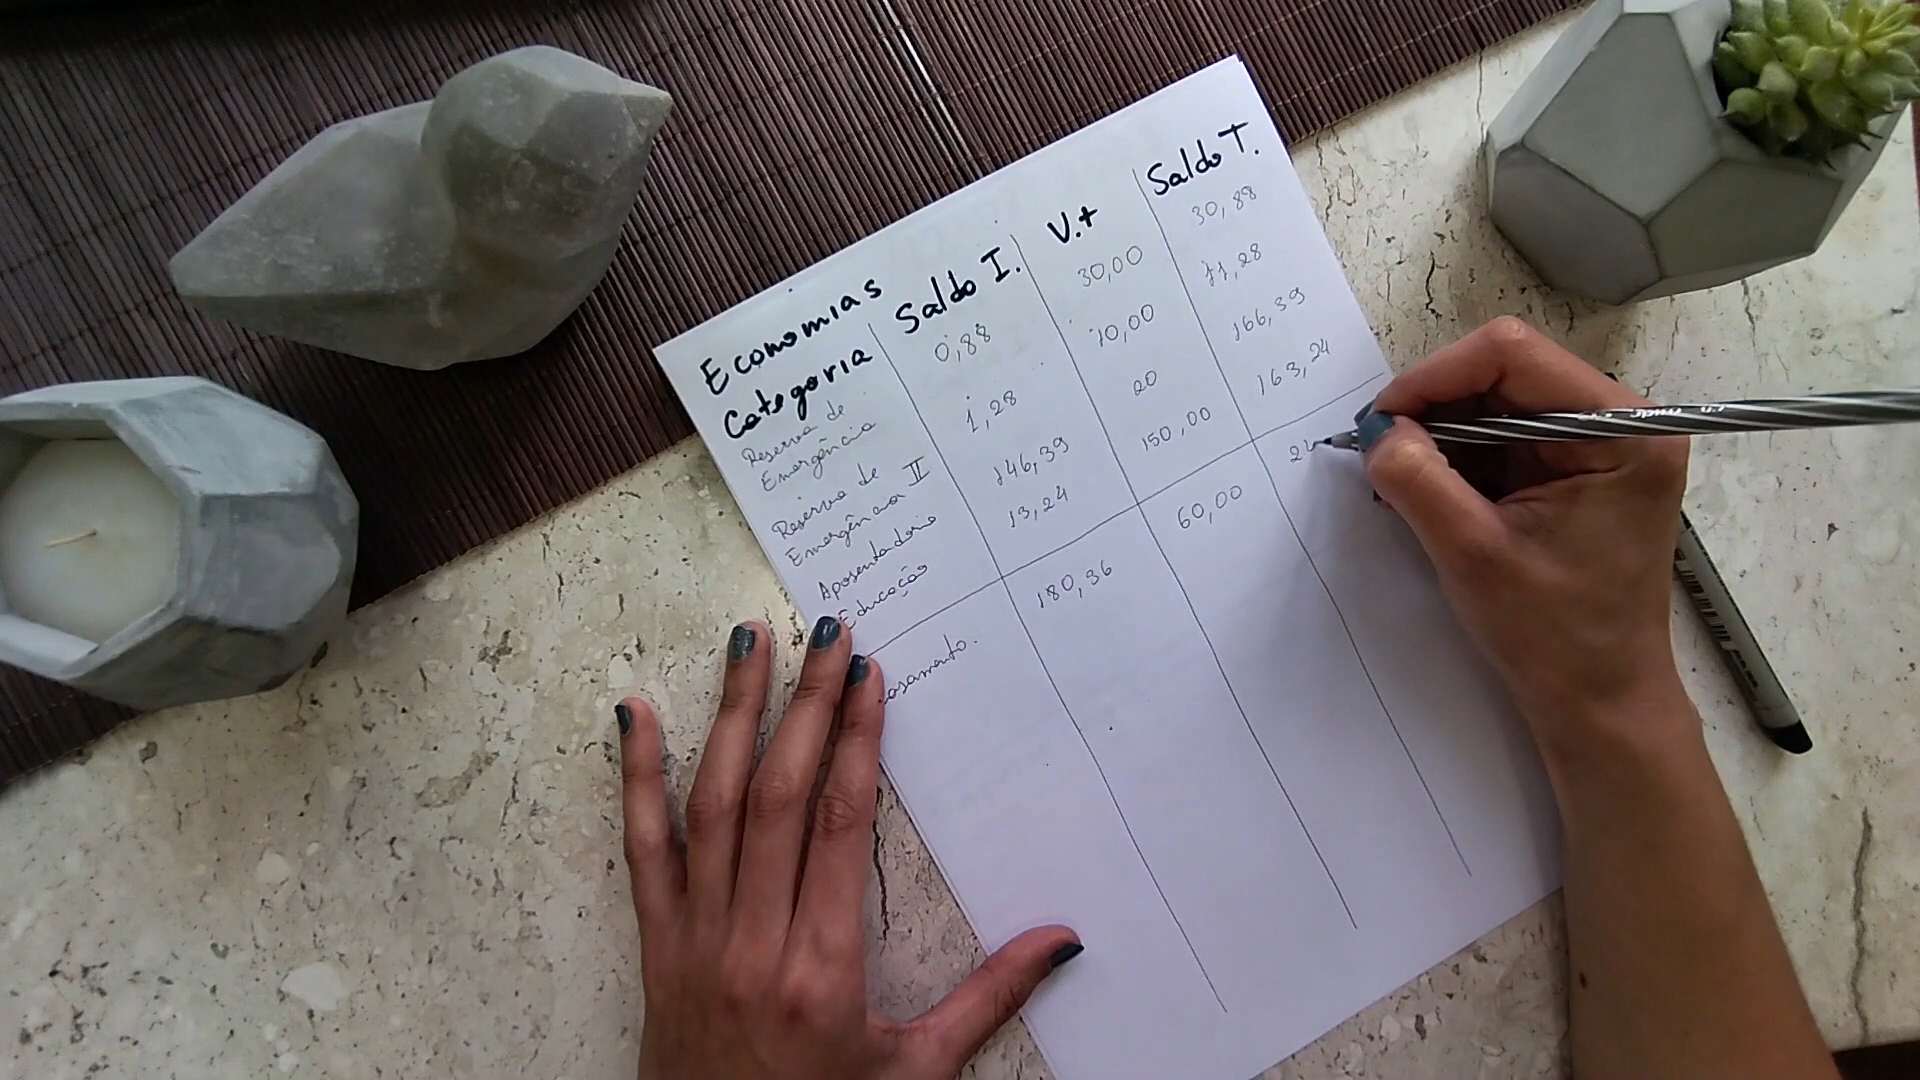 Economias
Categoria Saldo I. V.+ Saldo T.
Reserva de
Emergência 0,88 30,00 30,88
Reserva de
Emergência II 1,28 10,00 11,28
Aposentadoria 146,39 20 166,39
Educação 13,24 150,00 163,24
casamento. 180,36 60,00 24